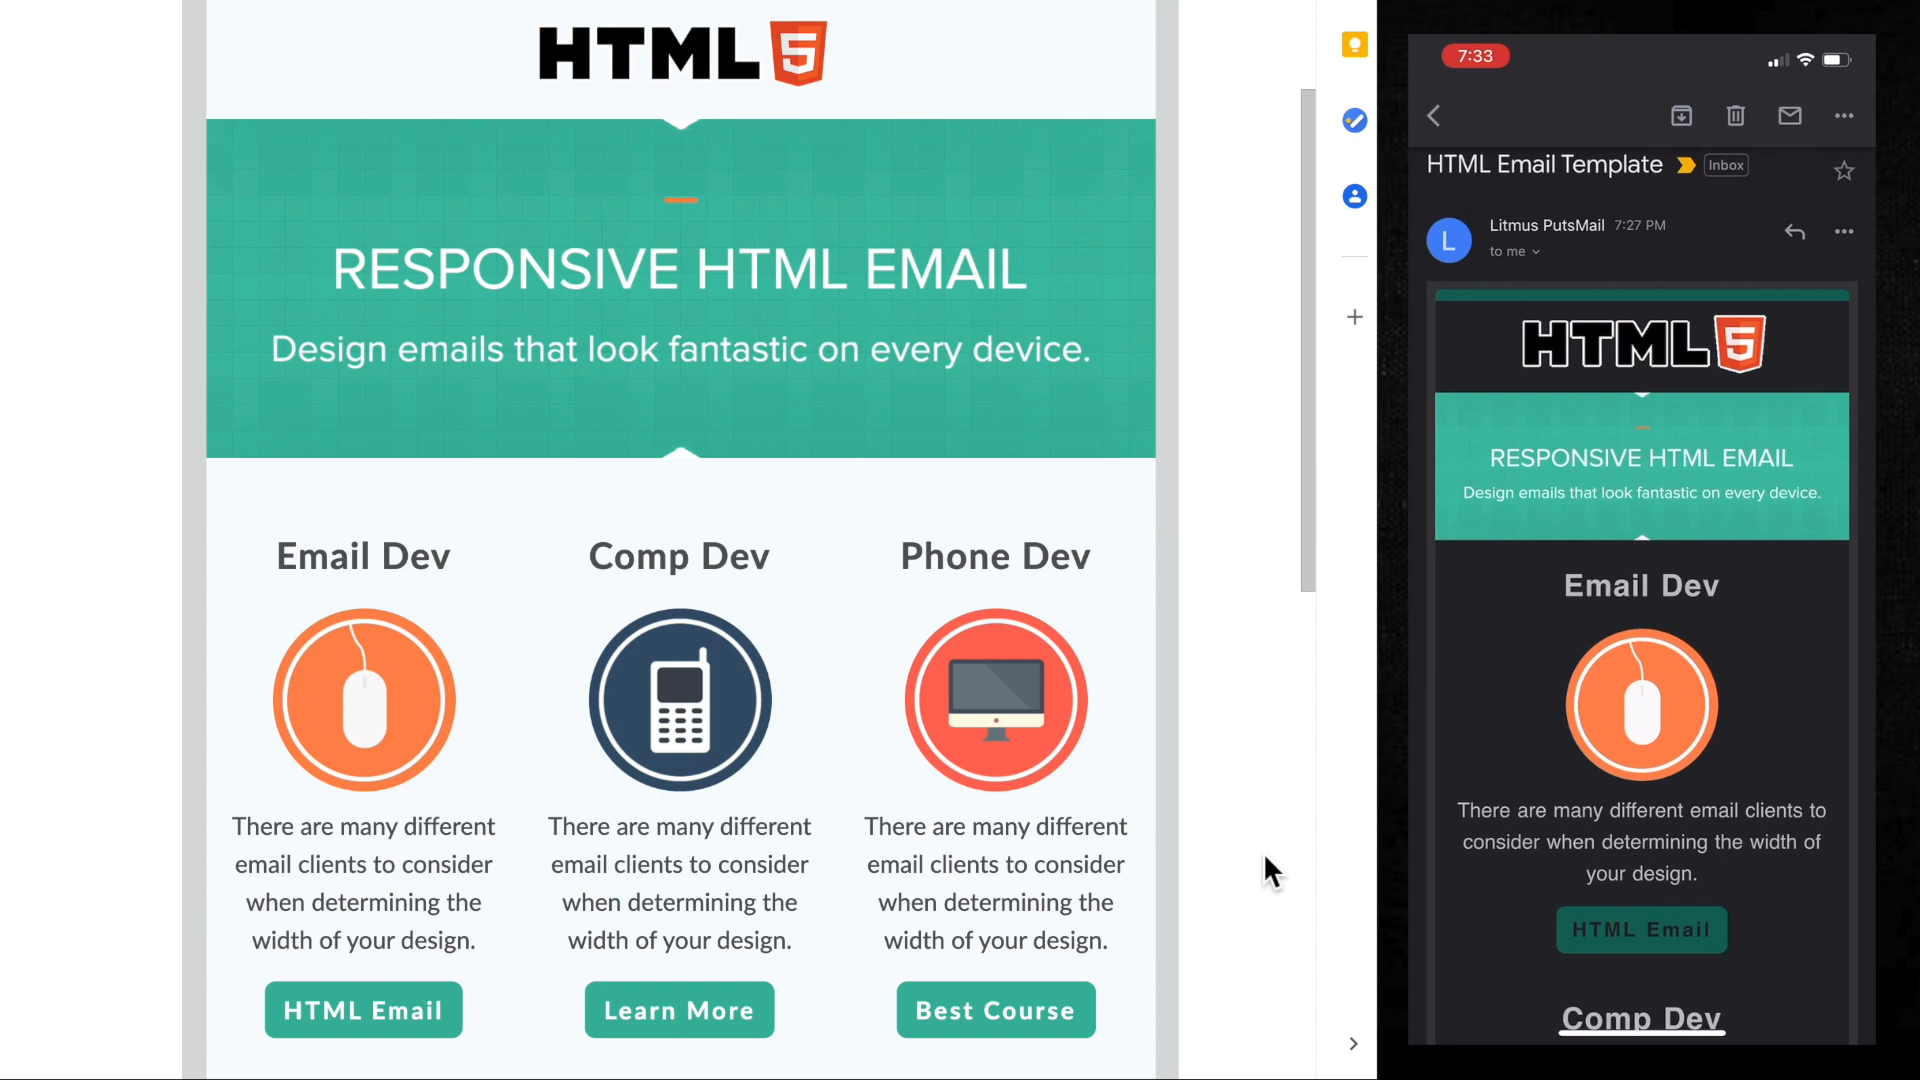 HTML 5
RESPONSIVE HTML EMAIL
Design emails that look fantastic on every device.
Email Dev
There are many different
email clients to consider
when determining the
width of your design.
HTML Email
Comp Dev
There are many different
email clients to consider
when determining the
width of your design.
Learn More
Phone Dev
There are many different
email clients to consider
when determining the
width of your design.
Best Course
7:33
HTML Email Template Inbox
L
Litmus PutsMail 7:27 PM
to me
HTML 5
RESPONSIVE HTML EMAIL
Design emails that look fantastic on every device.
Email Dev
There are many different email clients to
consider when determining the width of
your design.
HTML Email
Comp Dev